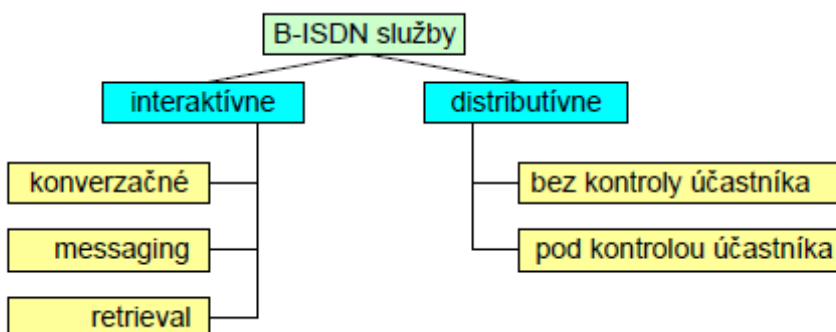 B-ISDN služby
interaktívne
distributívne
konverzačné
bez kontroly účastníka
messaging
pod kontrolou účastníka
retrieval